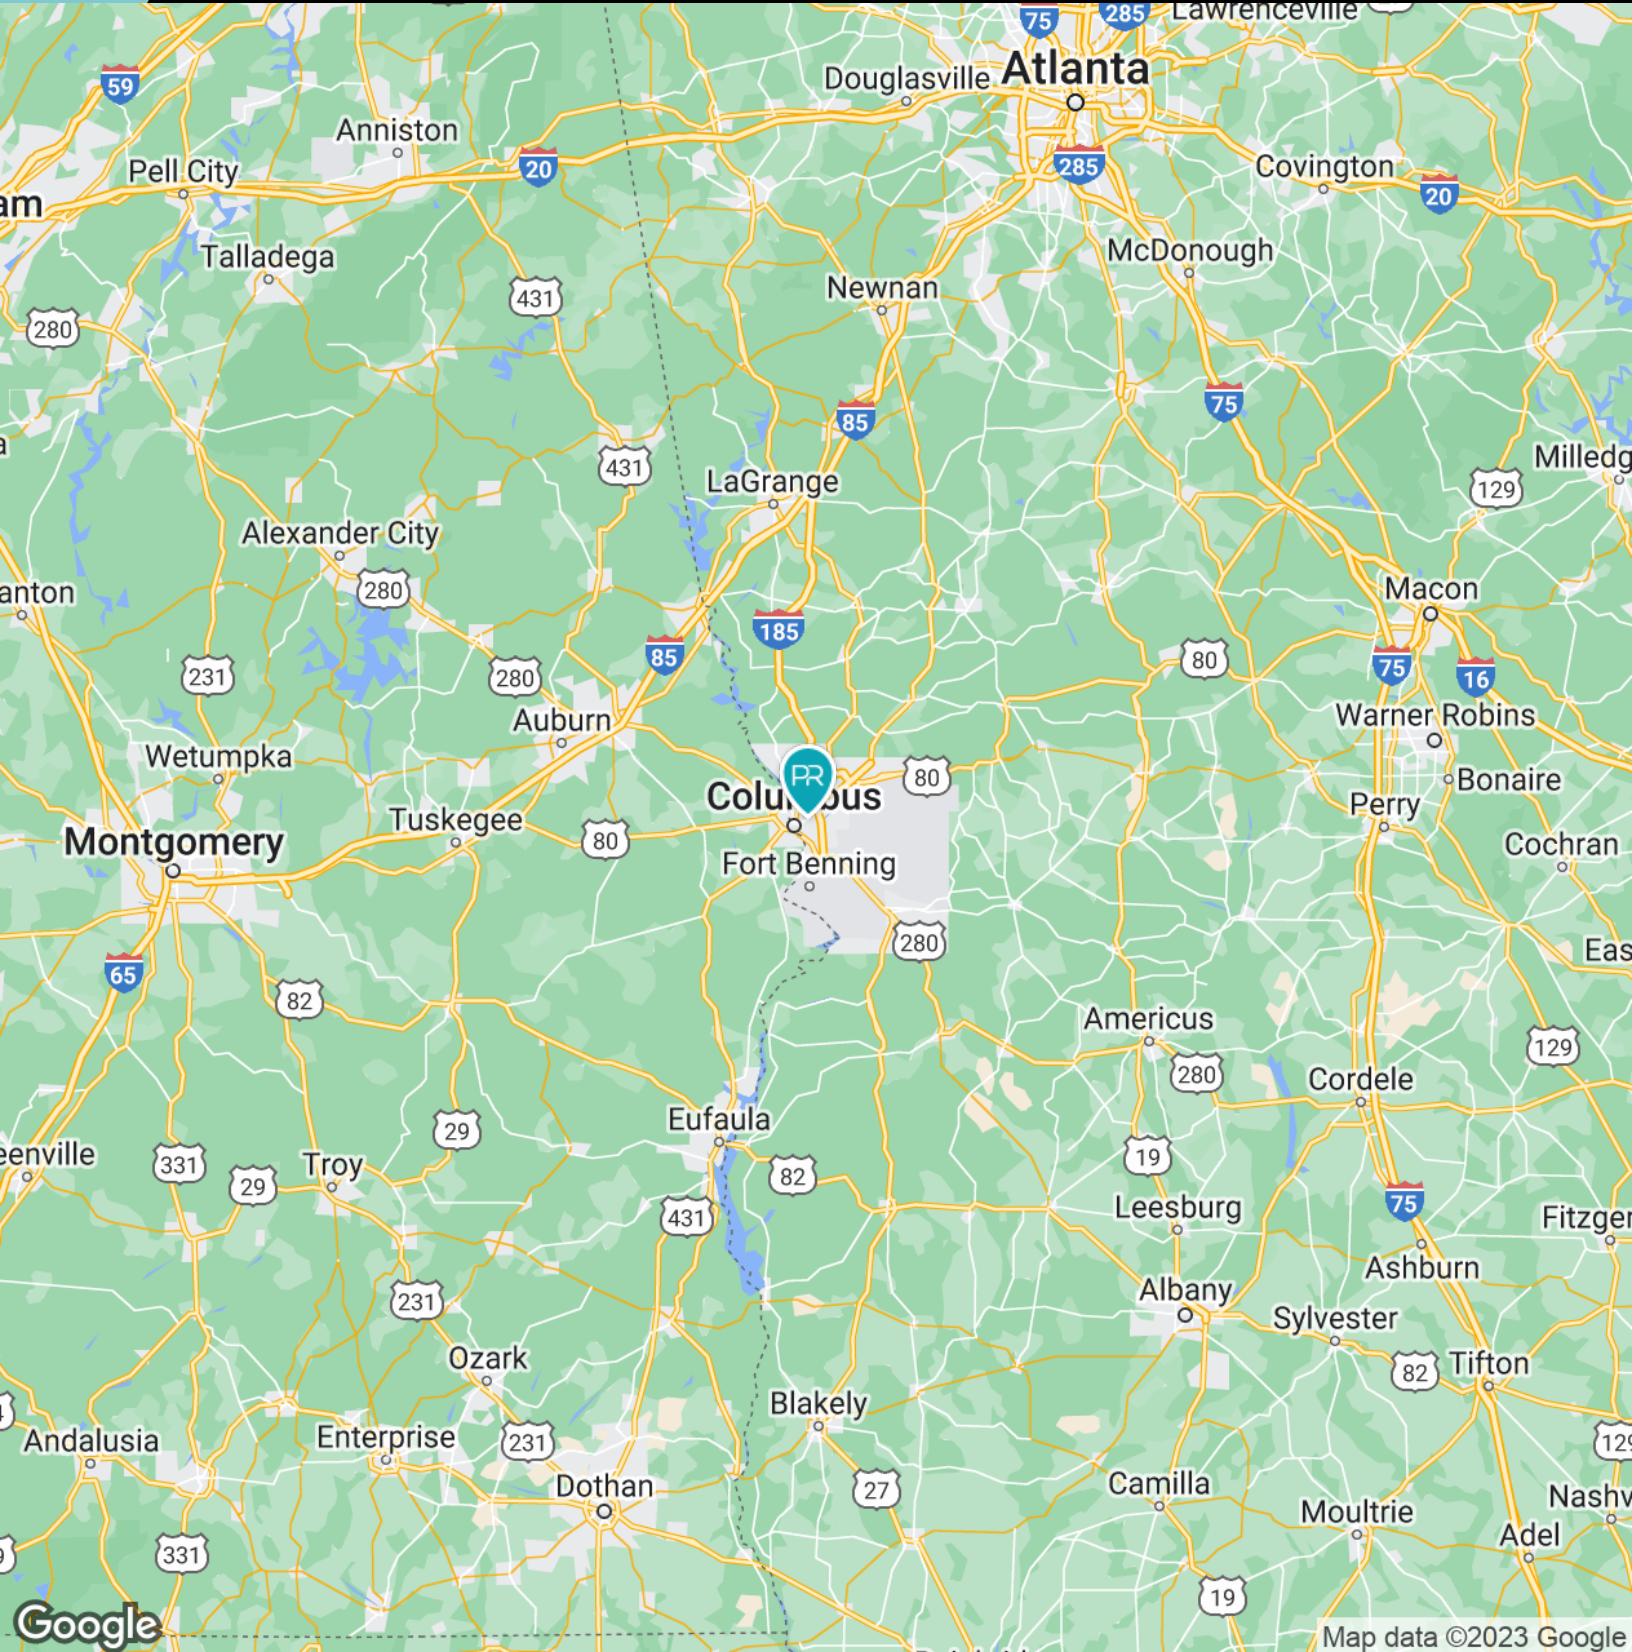 75
285
Lawrenceville
Atlanta
Douglasville
59
Anniston
20
285
Covington
20
Pell City
am
Talladega
McDonough
431
Newnan
280
75
85
431
LaGrange
Milledg
129
Alexander City
280
anton
Macon
185
85
80
75
16
231
280
Auburn
Warner Robins
Wetumpka
PR
80
Bonaire
Columbus
Perry
Tuskegee
80
Montgomery
Cochran
Fort Benning
280
Eas
65
82
Americus
129
280
Cordele
Eufaula
29
eenville
331
Troy
29
82
19
75
Leesburg
431
Fitzger
Ashburn
Albany
231
Sylvester
Ozark
82
Tifton
Blakely
Andalusia
Enterprise
231
129
Dothan
27
Camilla
Nashv
Moultrie
Adel
331
19
Google
Map data ©2023 Google